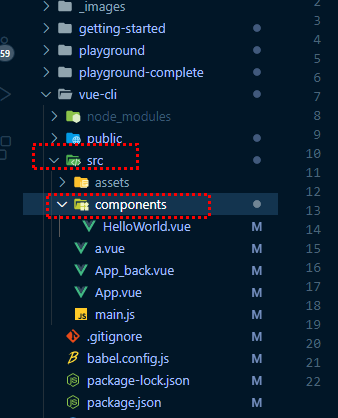 _images
2
getting-started
3
playground
4
59
playground-complete
5
6
vue-cli
7
node_modules
8
public
9
src
10
assets
11
12
components
13
HelloWorld.vue M
14
a.vue M
15
16
App_back.vue M
17
App.vue M
18
JS main.js M
19
.gitignore M
20
babel.config.js M
21
package-lock.json M
22
package.json M